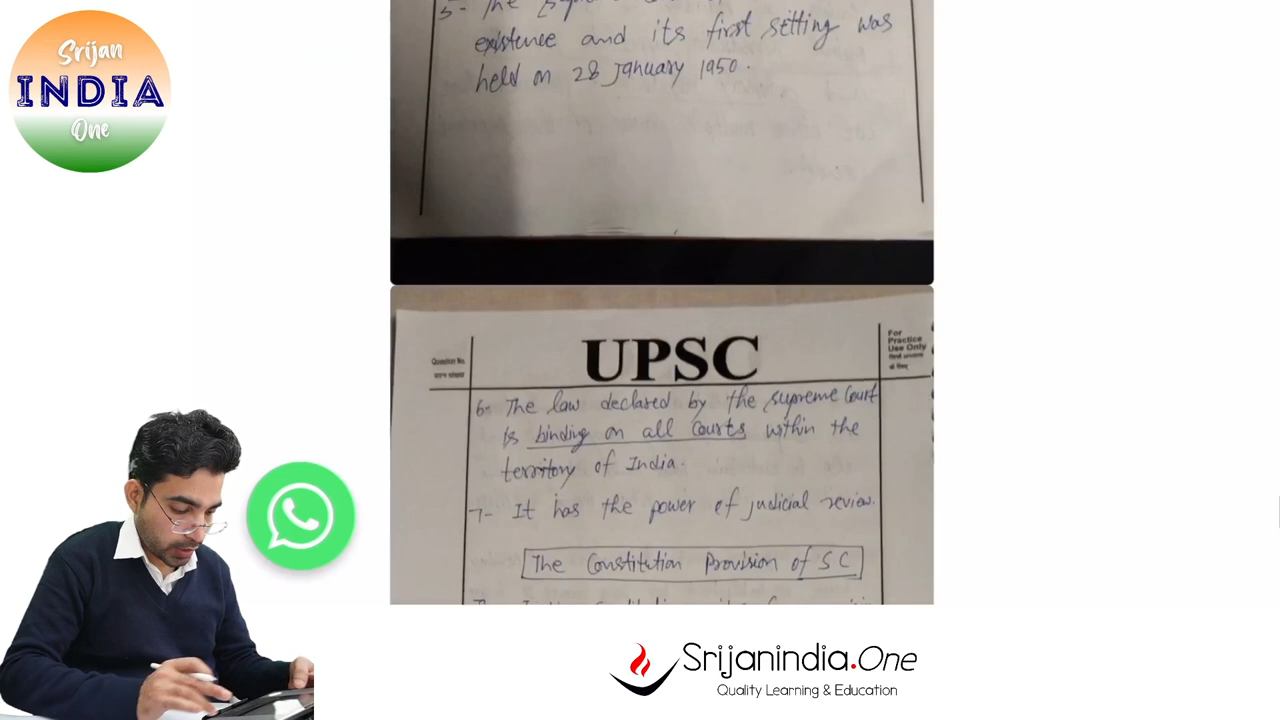 Srijan
INDIA
One
5- The
existence and its first setting was
held on 28 January 1950.
UPSC
Question No.
प्रश्न संख्या
For
Practice
Use Only
6- The law declared by the supreme Court
is binding on all Courts within the
territory of India.
7- It has the power of judicial review.
The Constitution Provision of SC
Srijanindia.One
Quality Learning & Education